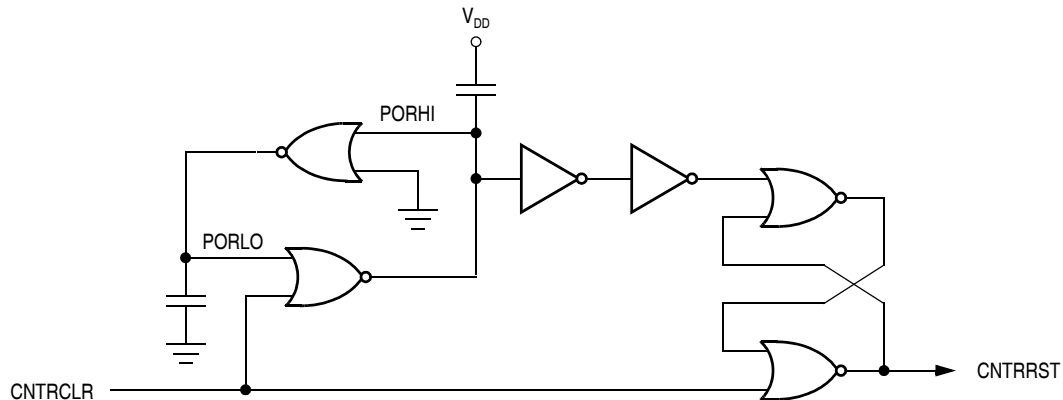 VDD
PORHI
PORLO
CNTRCLR
CNTRRST